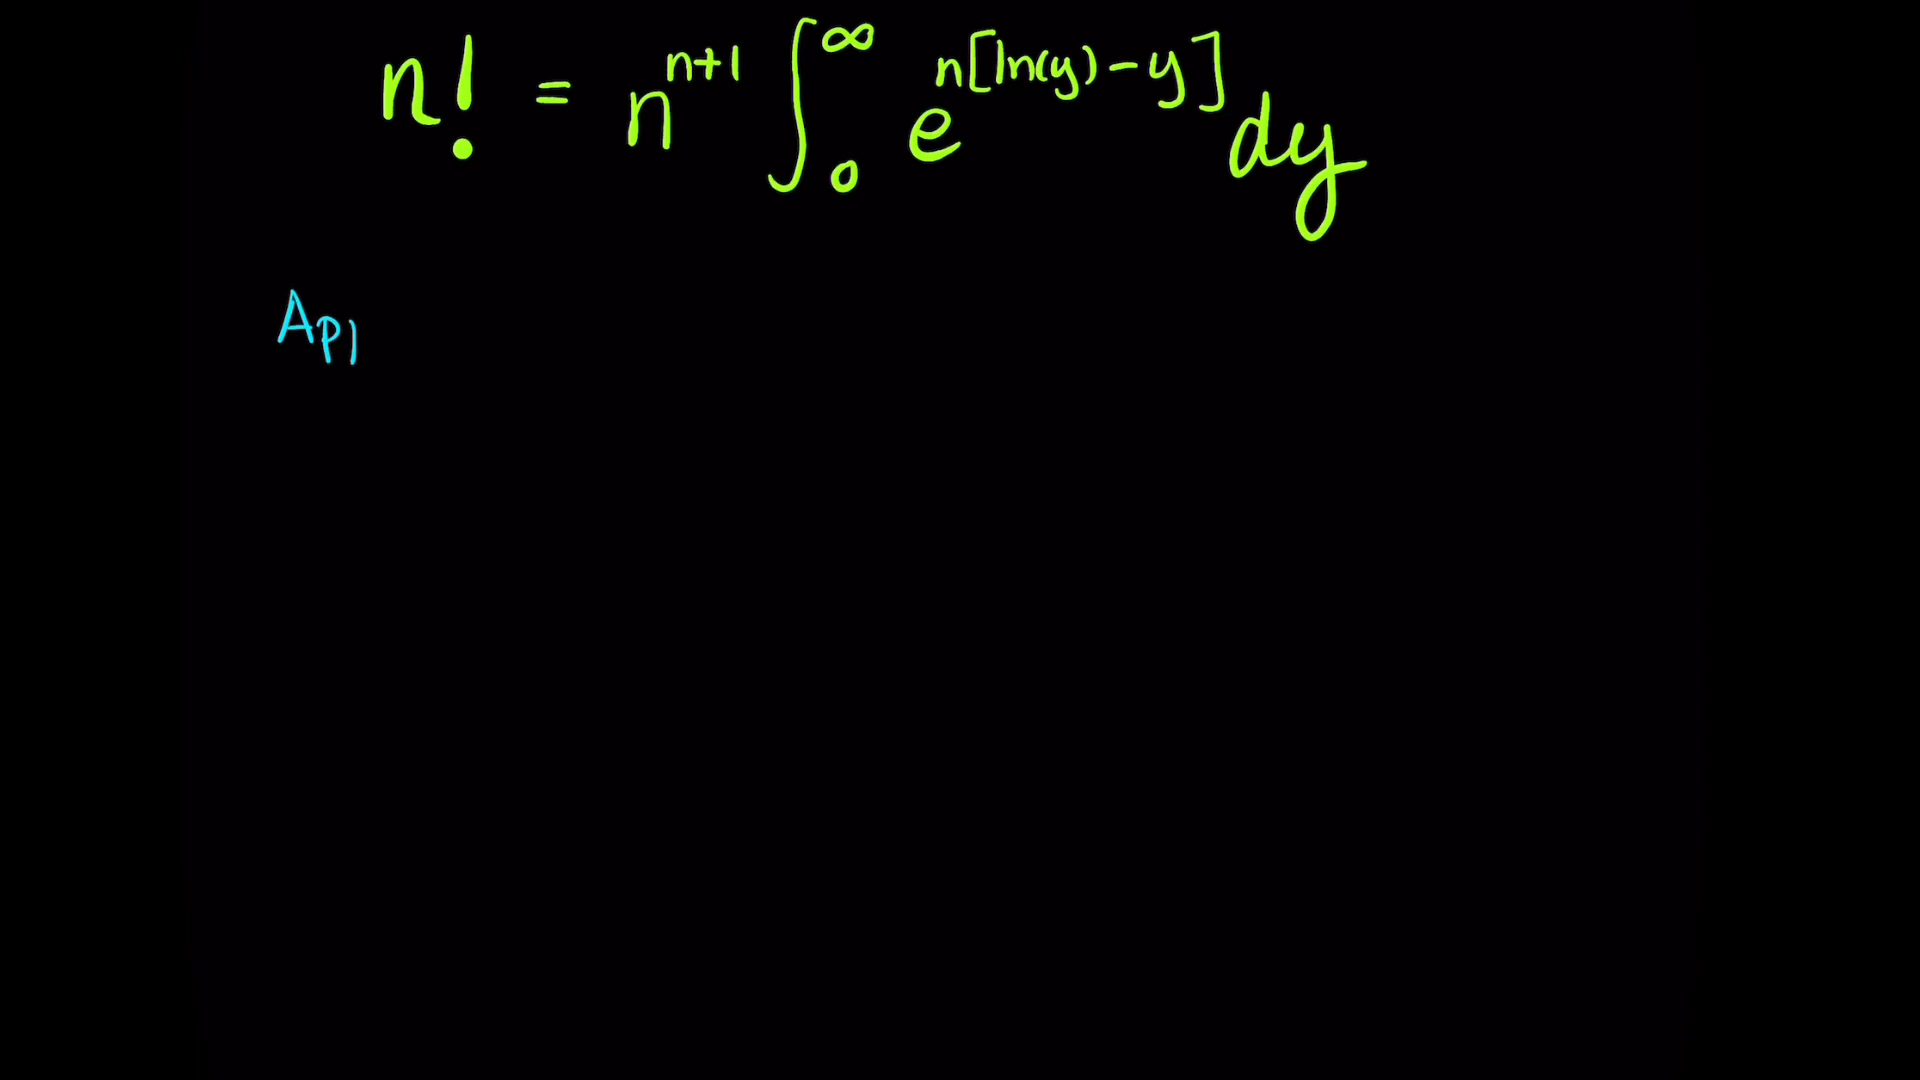 n! = n^{n+1} ∫_0^∞ e^{n[ln(y)-y]} dy
Ap